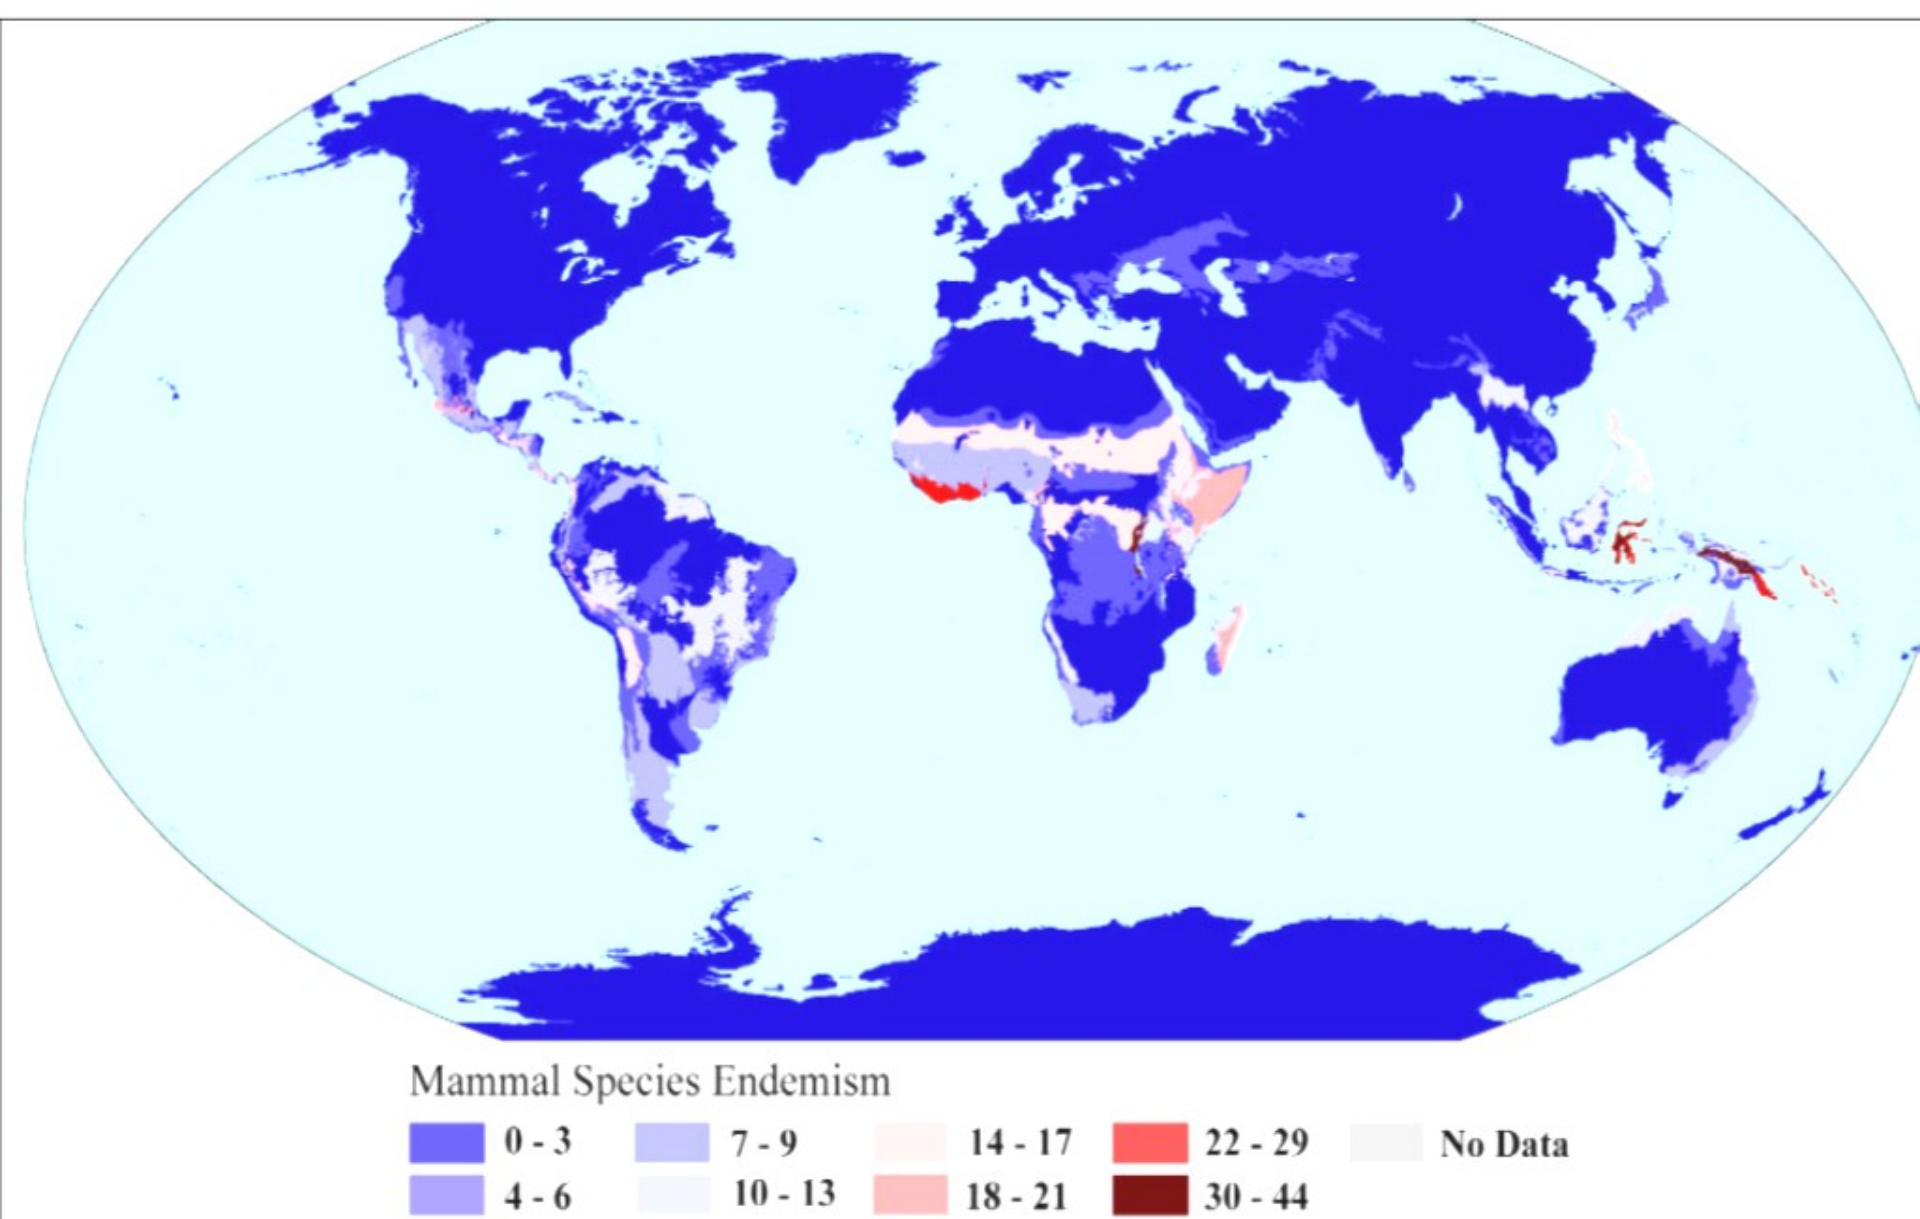 Mammal Species Endemism
0 - 3 7 - 9 14 - 17 22 - 29 No Data
4 - 6 10 - 13 18 - 21 30 - 44